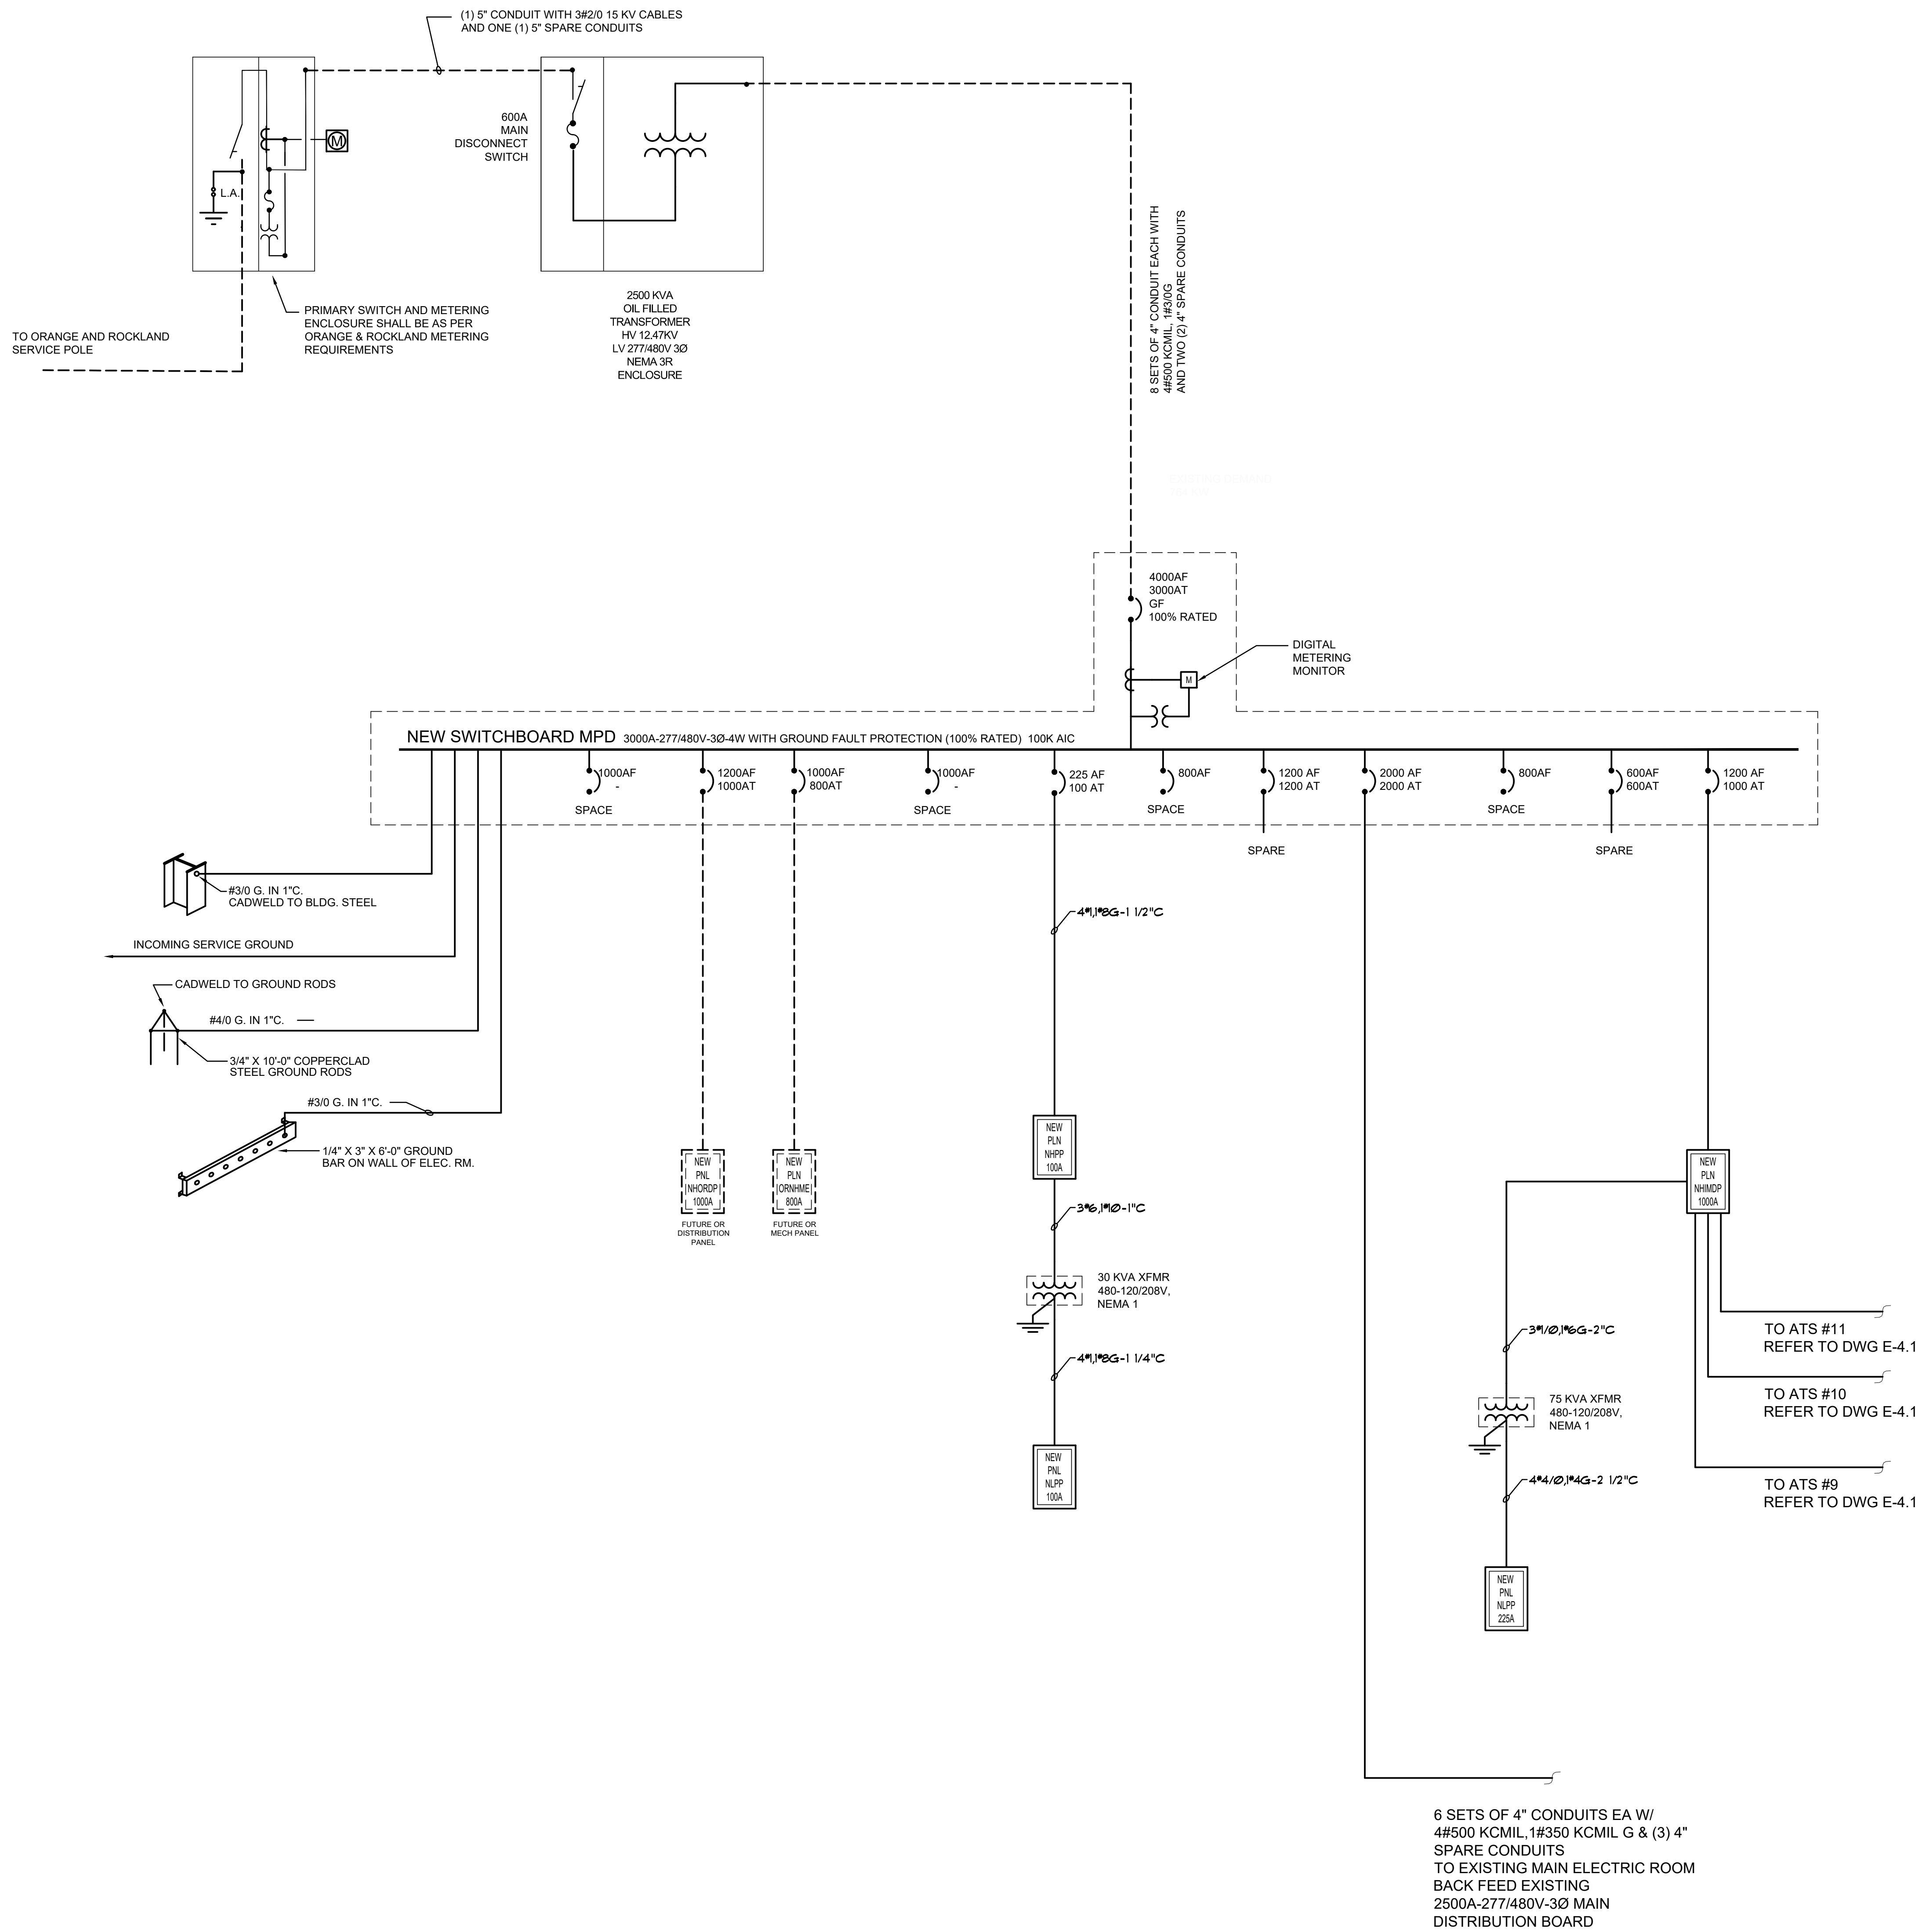 (1) 5" CONDUIT WITH 3#2/0 15 KV CABLES
AND ONE (1) 5" SPARE CONDUITS
600A
MAIN
DISCONNECT
SWITCH
M
L.A.
PRIMARY SWITCH AND METERING
ENCLOSURE SHALL BE AS PER
ORANGE & ROCKLAND METERING
REQUIREMENTS
TO ORANGE AND ROCKLAND
SERVICE POLE
2500 KVA
OIL FILLED
TRANSFORMER
HV 12.47KV
LV 277/480V 3Ø
NEMA 3R
ENCLOSURE
8 SETS OF 4" CONDUIT EACH WITH
4#500 KCMIL, 1#3/0G
AND TWO (2) 4" SPARE CONDUITS
4000AF
3000AT
GF
100% RATED
DIGITAL
METERING
MONITOR
M
NEW SWITCHBOARD MPD 3000A-277/480V-3Ø-4W WITH GROUND FAULT PROTECTION (100% RATED) 100K AIC
1000AF
-
SPACE
1200AF
1000AT
1000AF
800AT
1000AF
-
SPACE
225 AF
100 AT
800AF
SPACE
1200 AF
1200 AT
SPARE
2000 AF
2000 AT
800AF
SPACE
600AF
600AT
SPARE
1200 AF
1000 AT
#3/0 G. IN 1"C.
CADWELD TO BLDG. STEEL
INCOMING SERVICE GROUND
CADWELD TO GROUND RODS
#4/0 G. IN 1"C.
3/4" X 10'-0" COPPERCLAD
STEEL GROUND RODS
#3/0 G. IN 1"C.
1/4" X 3" X 6'-0" GROUND
BAR ON WALL OF ELEC. RM.
NEW
PNL
NHORDP
1000A
FUTURE OR
DISTRIBUTION
PANEL
NEW
PLN
ORNHME
800A
FUTURE OR
MECH PANEL
4#1,1#8G-1 1/2"C
NEW
PLN
NHPP
100A
3#6,1#10-1"C
30 KVA XFMR
480-120/208V,
NEMA 1
4#1,1#8G-1 1/4"C
NEW
PNL
NLPP
100A
NEW
PLN
NHIMDP
1000A
3#1/0,1#6G-2"C
75 KVA XFMR
480-120/208V,
NEMA 1
4#4/0,1#4G-2 1/2"C
NEW
PNL
NLPP
225A
TO ATS #11
REFER TO DWG E-4.1
TO ATS #10
REFER TO DWG E-4.1
TO ATS #9
REFER TO DWG E-4.1
6 SETS OF 4" CONDUITS EA W/
4#500 KCMIL,1#350 KCMIL G & (3) 4"
SPARE CONDUITS
TO EXISTING MAIN ELECTRIC ROOM
BACK FEED EXISTING
2500A-277/480V-3Ø MAIN
DISTRIBUTION BOARD